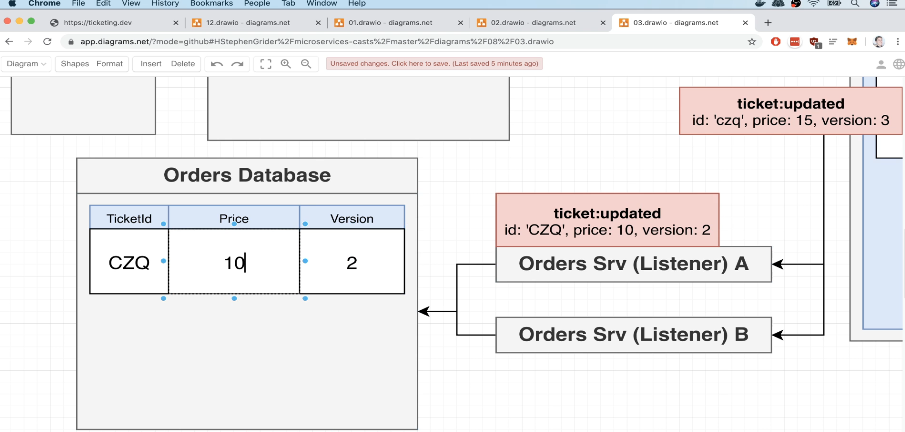 Chrome File Edit View History Bookmarks People Tab Window Help
https://ticketing.dev 12.drawio - diagrams.net 01.drawio - diagrams.net 02.drawio - diagrams.net 03.drawio - diagrams.net
app.diagrams.net/?mode=github#HStephenGrider%2Fmicroservices-casts%2Fmaster%2Fdiagrams%2F08%2F03.drawio
Diagram Shapes Format Insert Delete Unsaved changes. Click here to save. (Last saved 5 minutes ago)
ticket:updated
id: 'czq', price: 15, version: 3
Orders Database
TicketId Price Version
CZQ 10 2
ticket:updated
id: 'CZQ', price: 10, version: 2
Orders Srv (Listener) A
Orders Srv (Listener) B